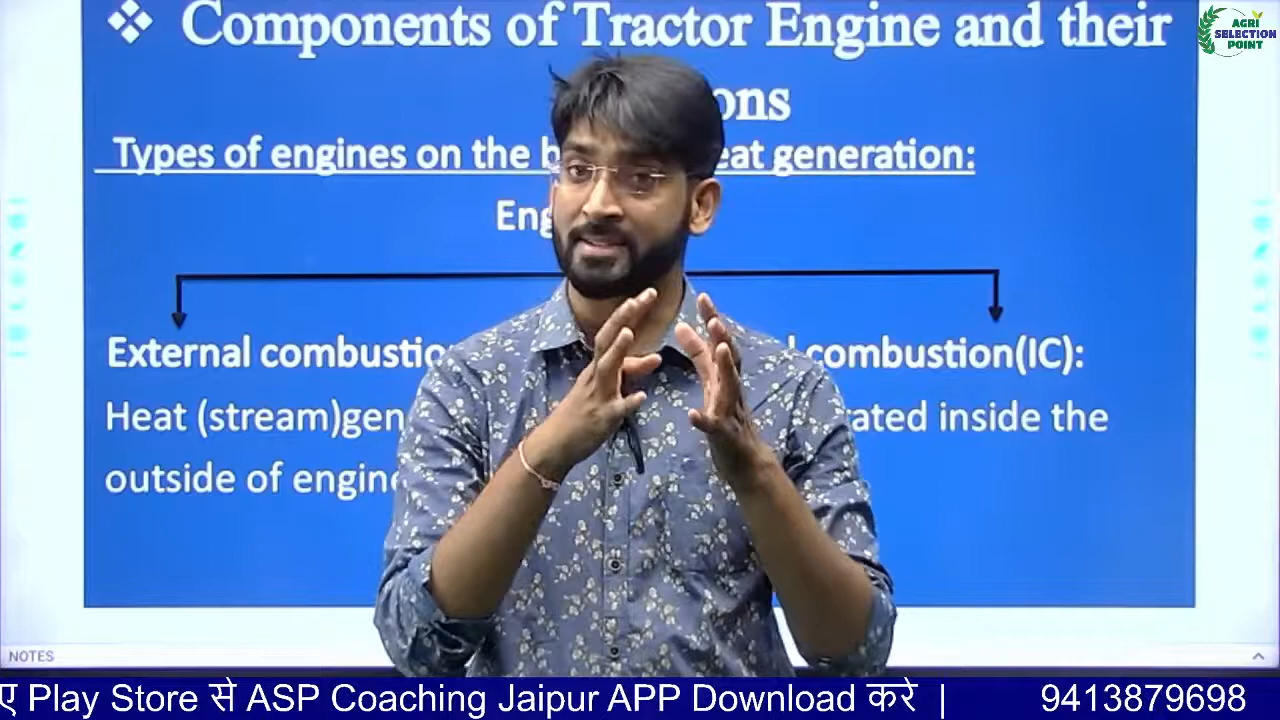 Components of Tractor Engine and their
ons
Types of engines on the b eat generation:
Eng
External combustio combustion(IC):
Heat (stream)gen rated inside the
outside of engine
AGRI
SELECTION
POINT
NOTES
ए Play Store से ASP Coaching Jaipur APP Download करे | 9413879698